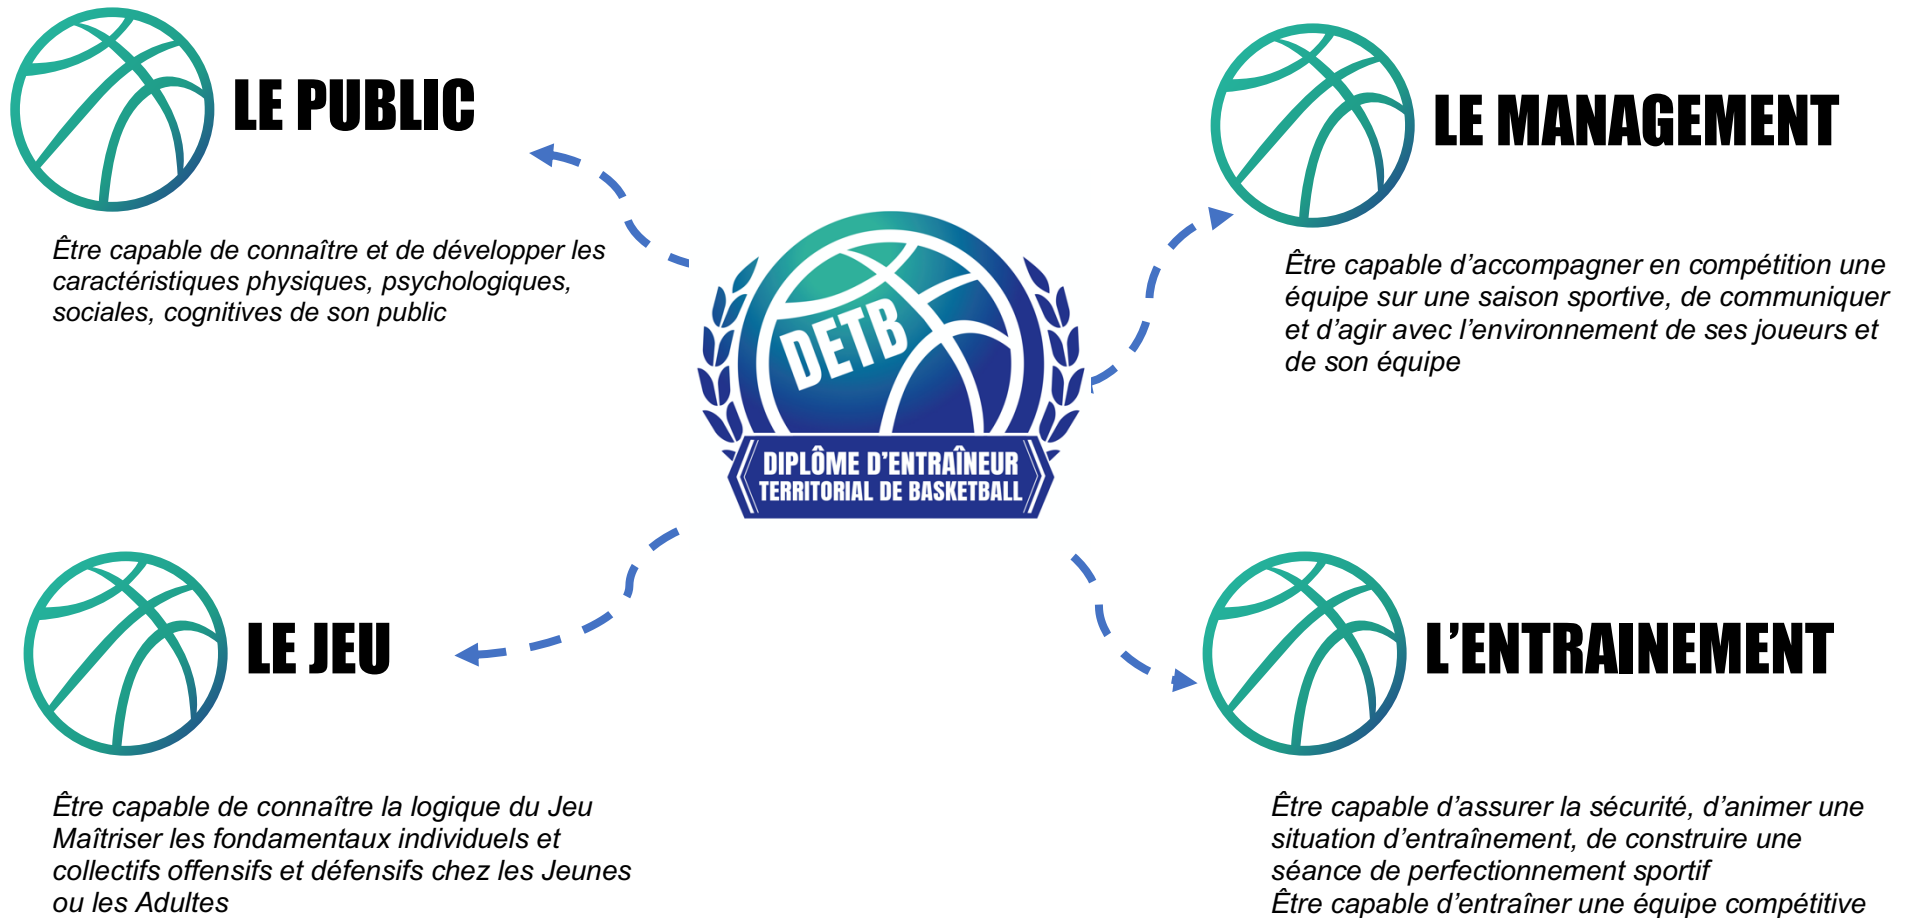 LE PUBLIC
Être capable de connaître et de développer les
caractéristiques physiques, psychologiques,
sociales, cognitives de son public
LE MANAGEMENT
Être capable d’accompagner en compétition une
équipe sur une saison sportive, de communiquer
et d’agir avec l’environnement de ses joueurs et
de son équipe
DETB
DIPLÔME D’ENTRAÎNEUR
TERRITORIAL DE BASKETBALL
LE JEU
Être capable de connaître la logique du Jeu
Maîtriser les fondamentaux individuels et
collectifs offensifs et défensifs chez les Jeunes
ou les Adultes
L’ENTRAINEMENT
Être capable d’assurer la sécurité, d’animer une
situation d’entraînement, de construire une
séance de perfectionnement sportif
Être capable d’entraîner une équipe compétitive